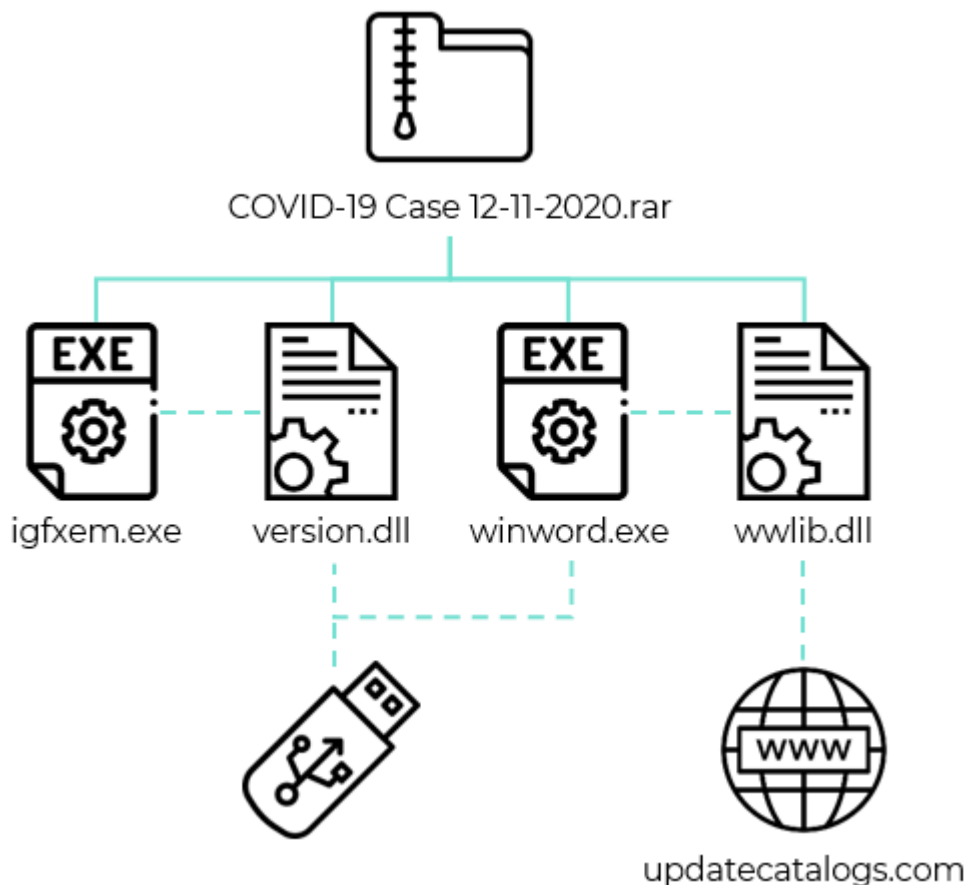 COVID-19 Case 12-11-2020.rar
EXE
EXE
igfxem.exe
version.dll
winword.exe
wwlib.dll
www
updatecatalogs.com